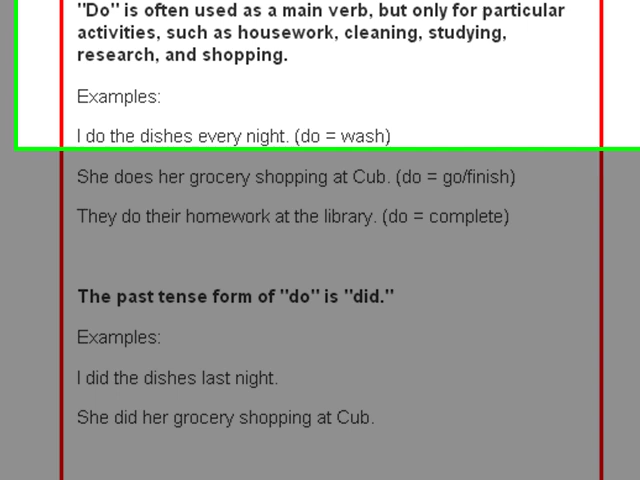 "Do" is often used as a main verb, but only for particular
activities, such as housework, cleaning, studying,
research, and shopping.
Examples:
I do the dishes every night. (do = wash)
She does her grocery shopping at Cub. (do = go/finish)
They do their homework at the library. (do = complete)
The past tense form of "do" is "did."
Examples:
I did the dishes last night.
She did her grocery shopping at Cub.